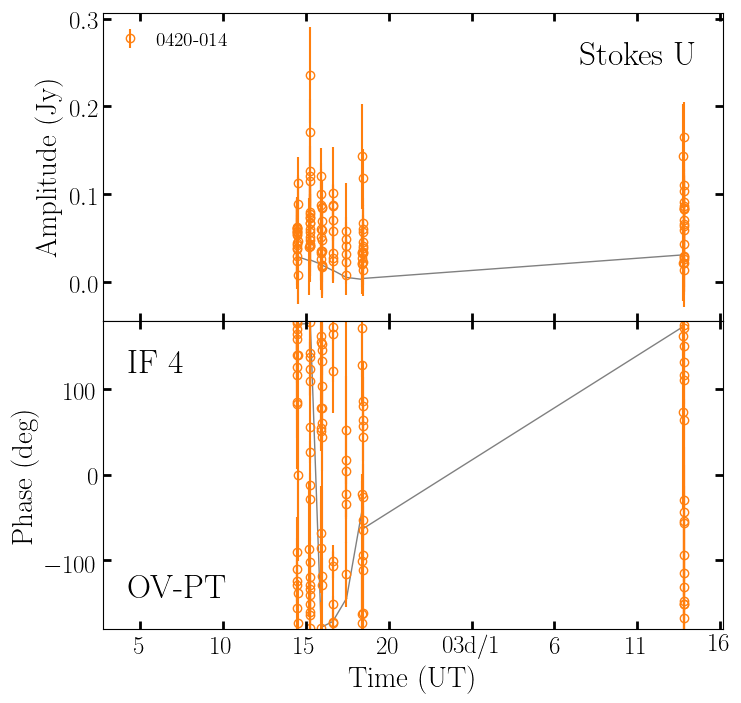 0.3
0420-014
Stokes U
0.2
Amplitude (Jy)
0.1
0.0
IF 4
100
Phase (deg)
0
−100
OV-PT
5 10 15 20 03d/1 6 11 16
Time (UT)